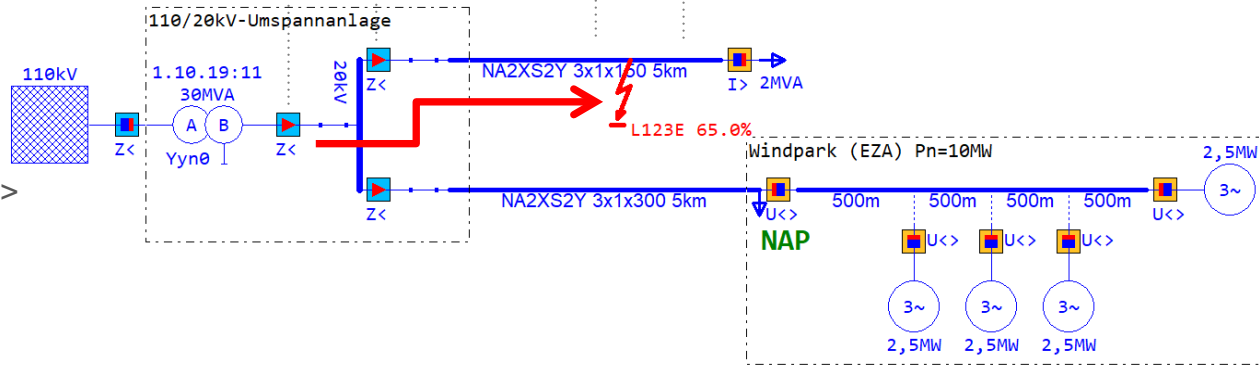 110/20kV-Umspannanlage
110kV
1.10.19:11
30MVA
A
B
Yyn0
Z<
Z<
20kV
Z<
NA2XS2Y 3x1x150 5km
I>
2MVA
L123E 65.0%
Z<
NA2XS2Y 3x1x300 5km
Windpark (EZA) Pn=10MW
U<>
NAP
500m
500m
500m
500m
U<>
2,5MW
3~
U<>
U<>
U<>
3~
3~
3~
2,5MW
2,5MW
2,5MW
>